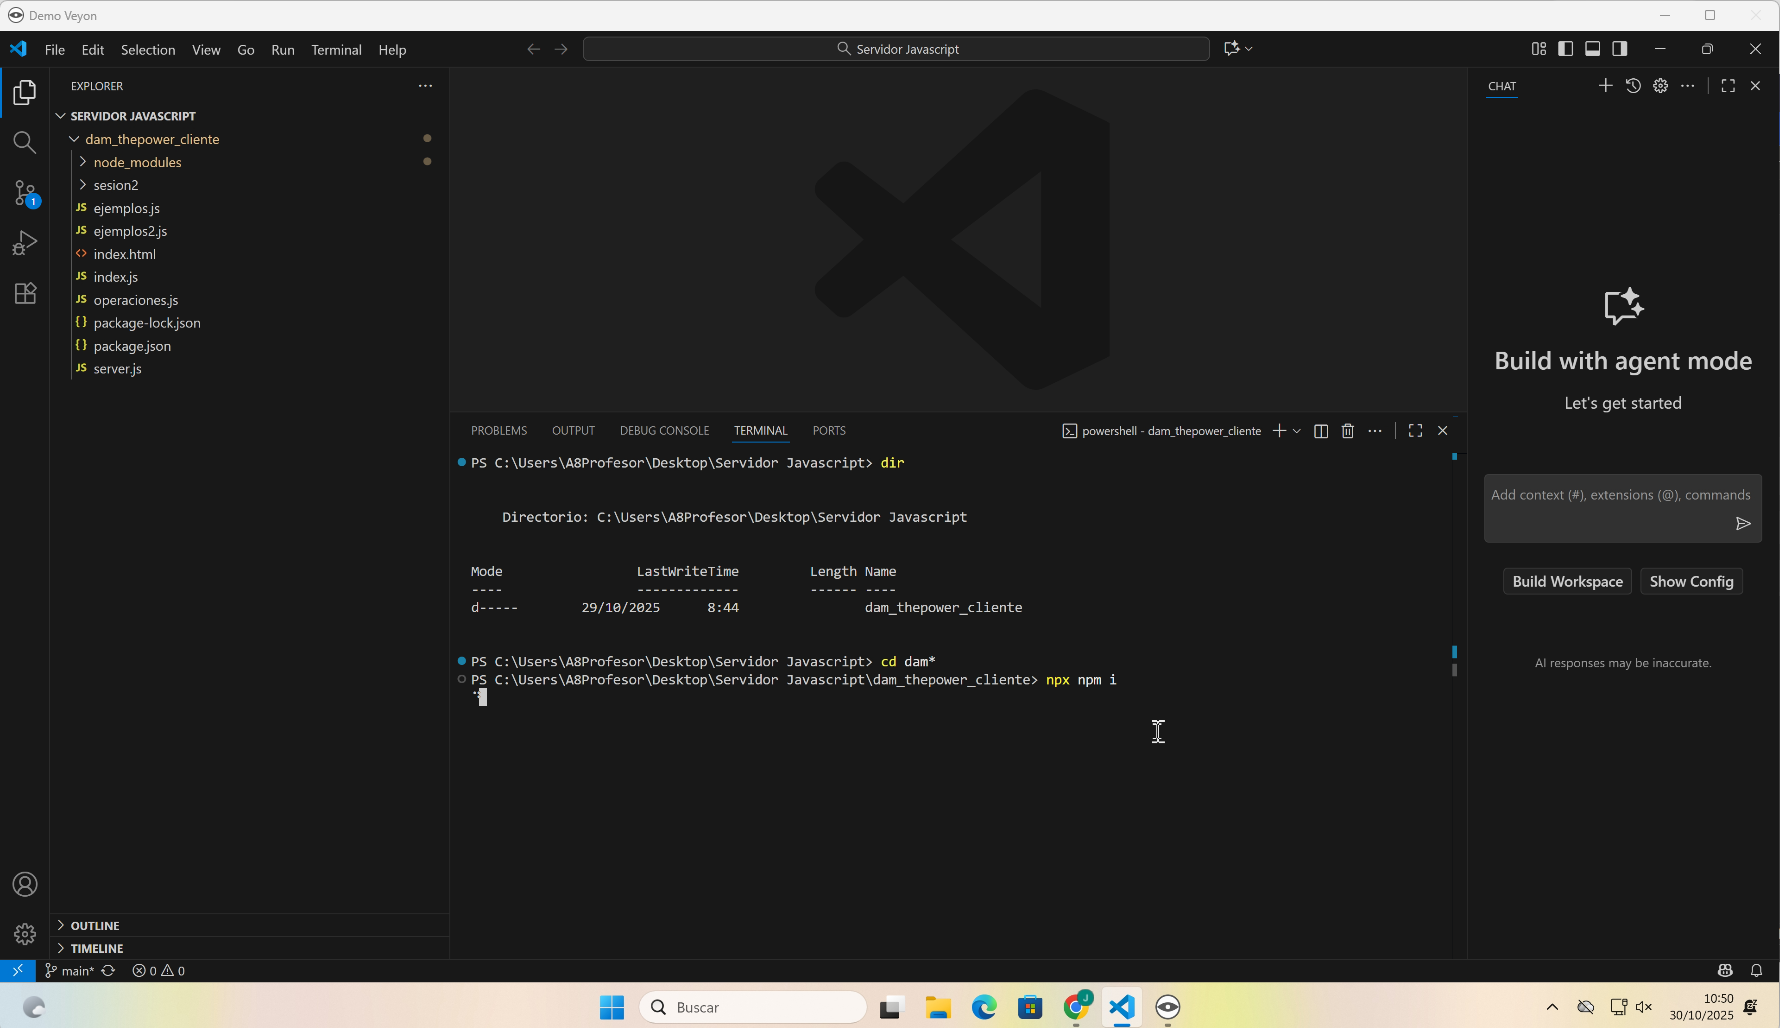 Demo Veyon
File Edit Selection View Go Run Terminal Help
Servidor Javascript
EXPLORER
SERVIDOR JAVASCRIPT
dam_thepower_cliente
node_modules
sesion2
JS ejemplos.js
JS ejemplos2.js
<> index.html
JS index.js
JS operaciones.js
{} package-lock.json
{} package.json
JS server.js
OUTLINE
TIMELINE
1
PROBLEMS OUTPUT DEBUG CONSOLE TERMINAL PORTS
powershell - dam_thepower_cliente
PS C:\Users\A8Profesor\Desktop\Servidor Javascript> dir
Directorio: C:\Users\A8Profesor\Desktop\Servidor Javascript
Mode LastWriteTime Length Name
---- ------------- ------ ----
d----- 29/10/2025 8:44 dam_thepower_cliente
PS C:\Users\A8Profesor\Desktop\Servidor Javascript> cd dam*
PS C:\Users\A8Profesor\Desktop\Servidor Javascript\dam_thepower_cliente> npx npm i
CHAT
Build with agent mode
Let's get started
Add context (#), extensions (@), commands
Build Workspace Show Config
AI responses may be inaccurate.
main* 0 0
Buscar
J
10:50
30/10/2025